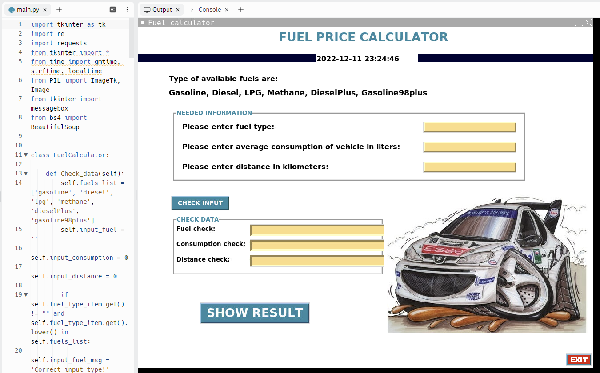 main.py
Output
Console
1 import tkinter as tk
2 import re
3 import requests
4 from tkinter import *
5 from time import gmtime,
strftime, localtime
6 from PIL import ImageTk,
Image
7 from tkinter import
messagebox
8 from bs4 import
BeautifulSoup
9
10
11 class FuelCalculator:
12
13 def Check_data(self):
14 self.fuels_list =
'gasoline', 'diesel',
'lpg', 'methane',
'dieselplus',
'gasoline98plus'
15 self.input_fuel =
16
self.input_consumption = 0
17
self.input_distance = 0
18
19 if
self.fuel_type_item.get()
!= "" and
self.fuel_type_item.get().
lower() in
self.fuels_list:
20
self.input_fuel_msg =
'Correct input type!'
Fuel calculator
FUEL PRICE CALCULATOR
2022-12-11 23:24:46
Type of available fuels are:
Gasoline, Diesel, LPG, Methane, DieselPlus, Gasoline98plus
NEEDED INFORMATION
Please enter fuel type:
Please enter average consumption of vehicle in liters:
Please enter distance in kilometers:
CHECK INPUT
CHECK DATA
Fuel check:
Consumption check:
Distance check:
SHOW RESULT
EXIT